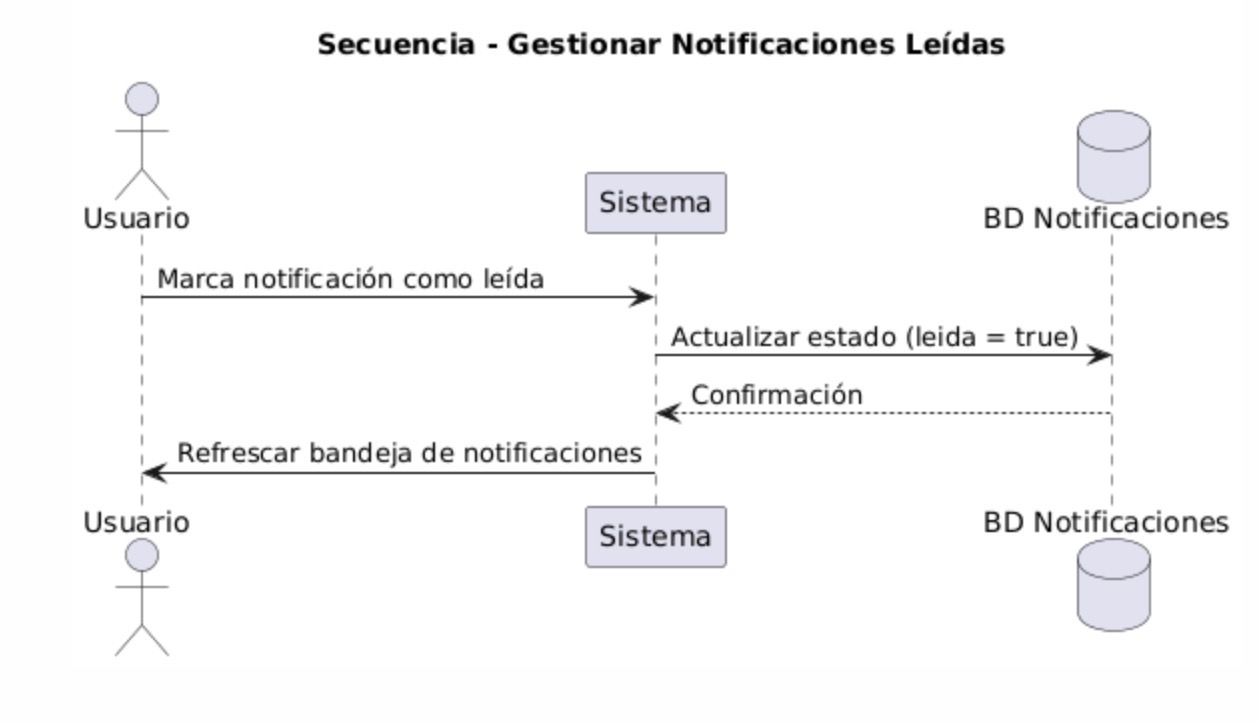 Secuencia - Gestionar Notificaciones Leídas
Usuario
Sistema
BD Notificaciones
Marca notificación como leída
Actualizar estado (leida = true)
Confirmación
Refrescar bandeja de notificaciones
Usuario
Sistema
BD Notificaciones